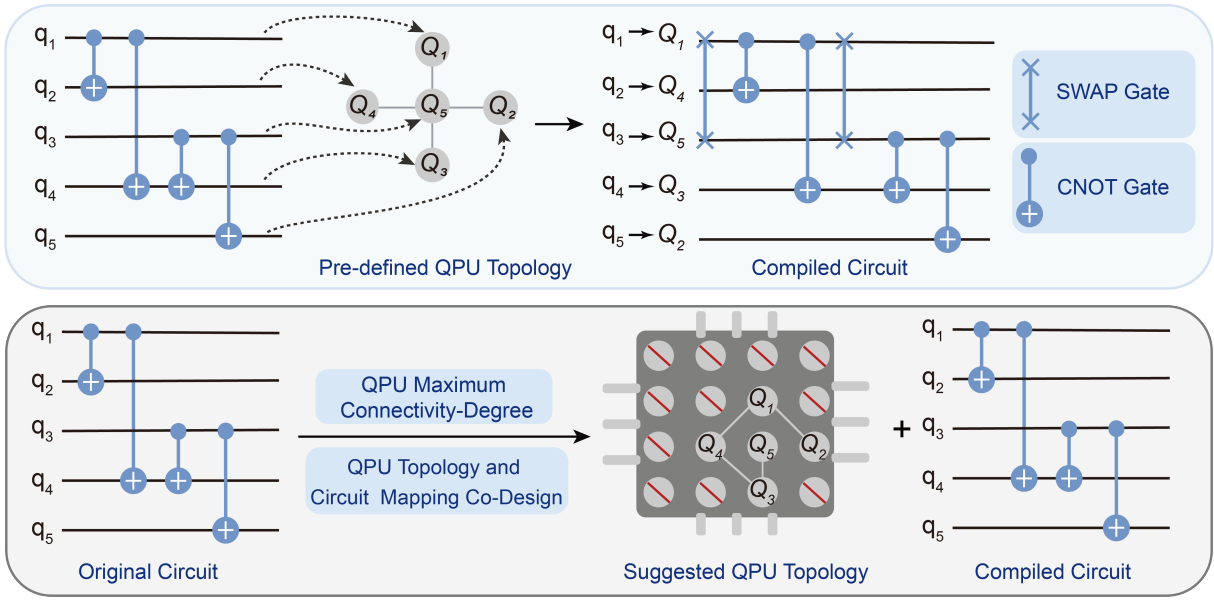 q1
q2
q3
q4
q5
Q1
Q4
Q5
Q2
Q3
Pre-defined QPU Topology
q1 → Q1
q2 → Q4
q3 → Q5
q4 → Q3
q5 → Q2
Compiled Circuit
SWAP Gate
CNOT Gate
q1
q2
q3
q4
q5
Original Circuit
QPU Maximum
Connectivity-Degree
QPU Topology and
Circuit Mapping Co-Design
Q1
Q4
Q5
Q2
Q3
Suggested QPU Topology
+
q1
q2
q3
q4
q5
Compiled Circuit